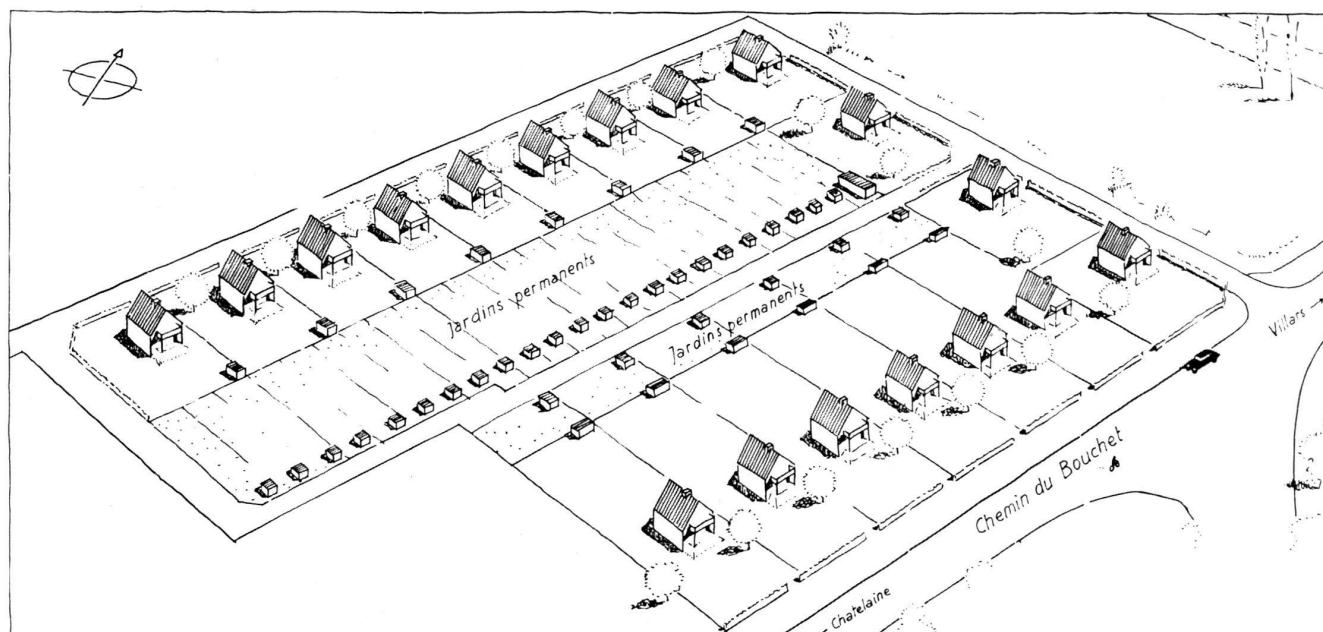 Jardins permanents
Jardins permanents
Villars
Chemin du Bouchet
Chatelaine